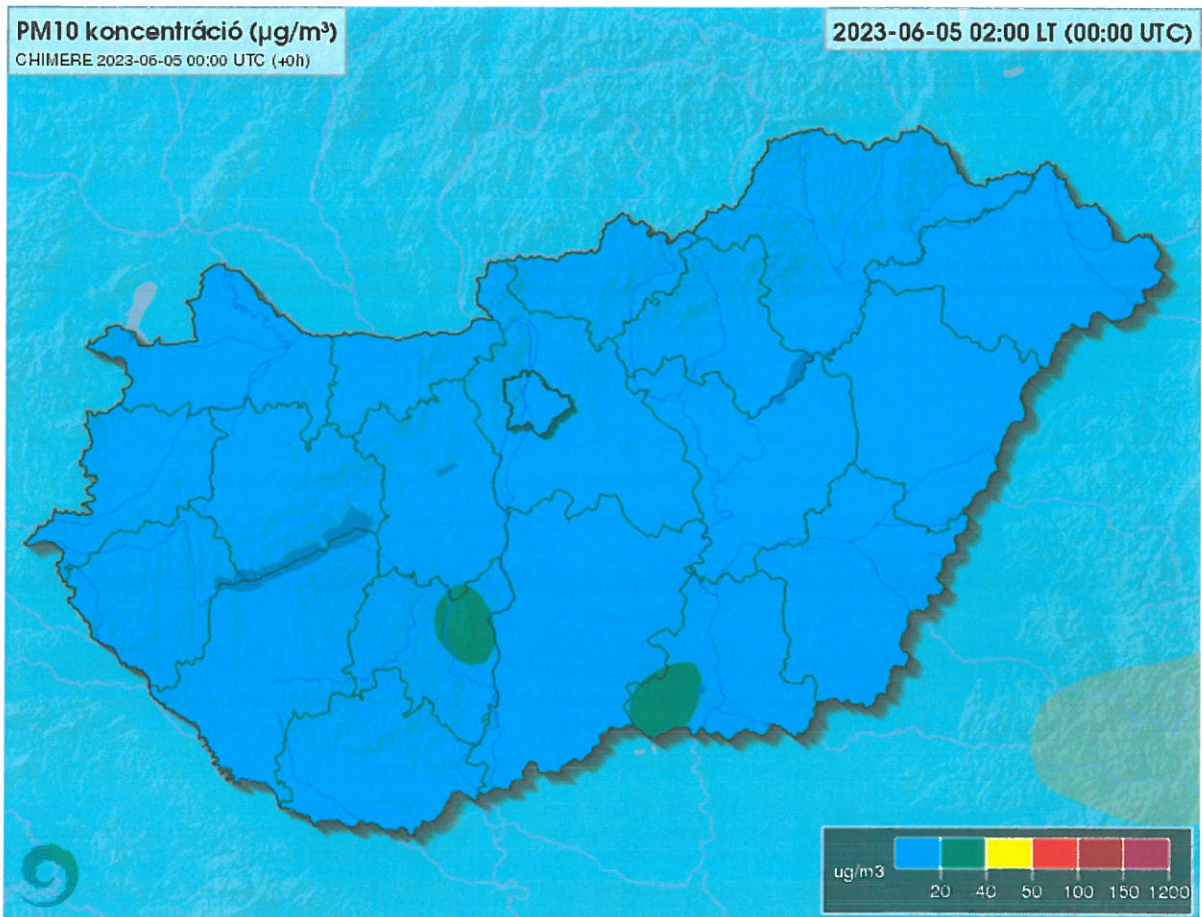 PM10 koncentráció (µg/m³)
CHIMERE 2023-06-05 00:00 UTC (+0h)
2023-06-05 02:00 LT (00:00 UTC)
ug/m3
20 40 50 100 150 1200